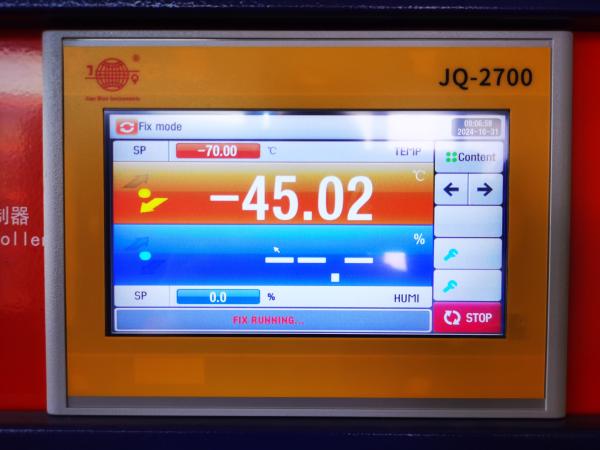 J Q ®
JQ-2700
Fix mode
09:06:58
2024-10-31
SP
-70.00
℃
TEMP
Content
-45.02
℃
%
--.-
SP
0.0
%
HUMI
FIX RUNNING...
STOP
制器
oller